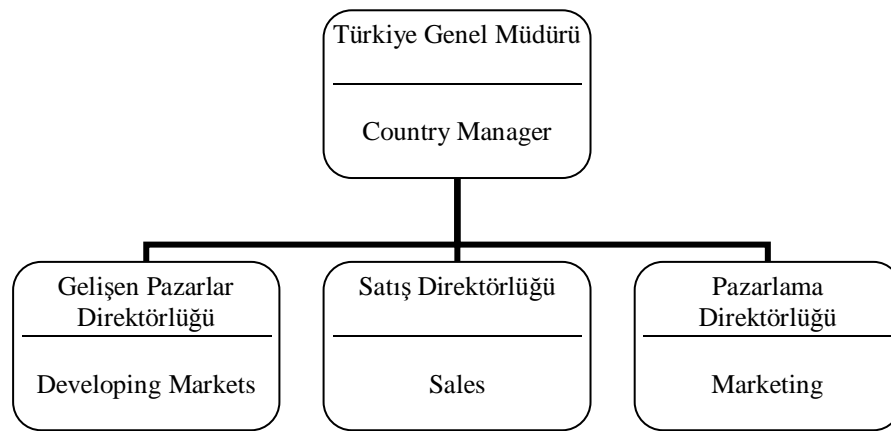 Türkiye Genel Müdürü
Country Manager
Gelişen Pazarlar
Direktörlüğü
Developing Markets
Satış Direktörlüğü
Sales
Pazarlama
Direktörlüğü
Marketing